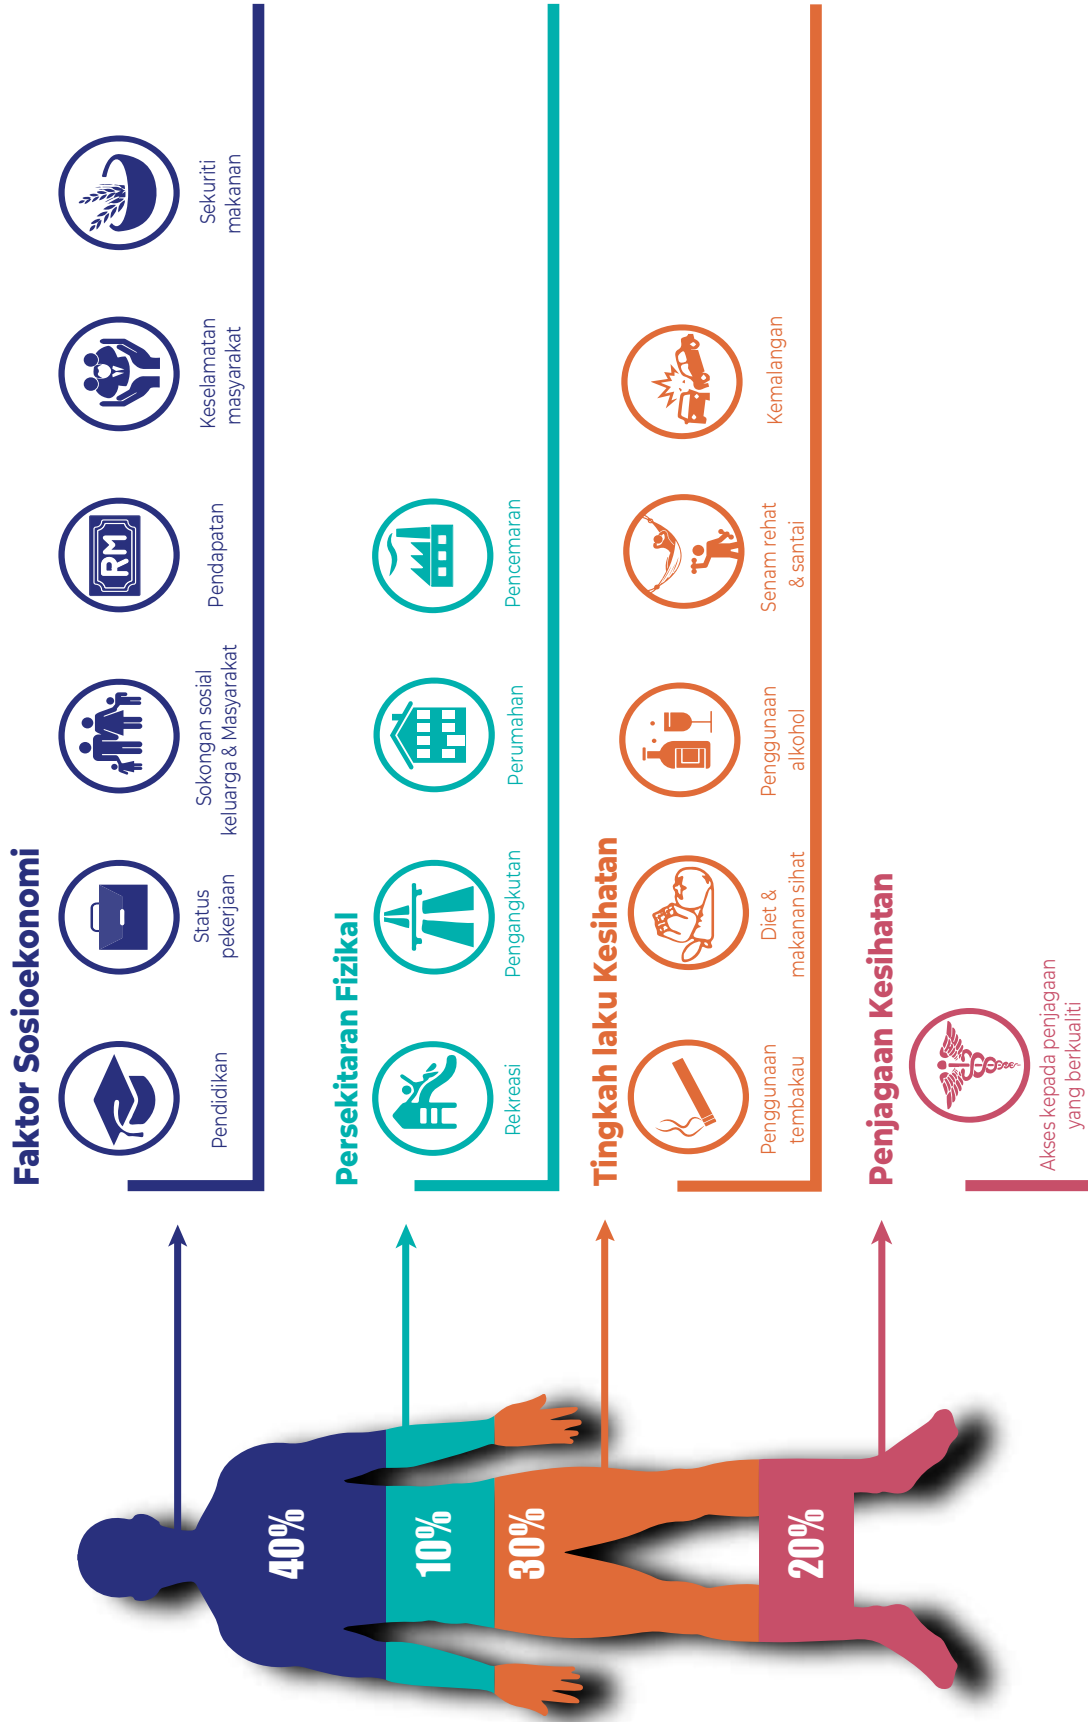 Faktor Sosioekonomi
Pendidikan
Status
pekerjaan
Sokongan sosial
keluarga & Masyarakat
RM
Pendapatan
Keselamatan
masyarakat
Sekuriti
makanan
40%
Persekitaran Fizikal
Rekreasi
Pengangkutan
Perumahan
Pencemaran
10%
Tingkah laku Kesihatan
Penggunaan
tembakau
Diet &
makanan sihat
Penggunaan
alkohol
Senam rehat
& santai
Kemalangan
30%
Penjagaan Kesihatan
Akses kepada penjagaan
yang berkualiti
20%